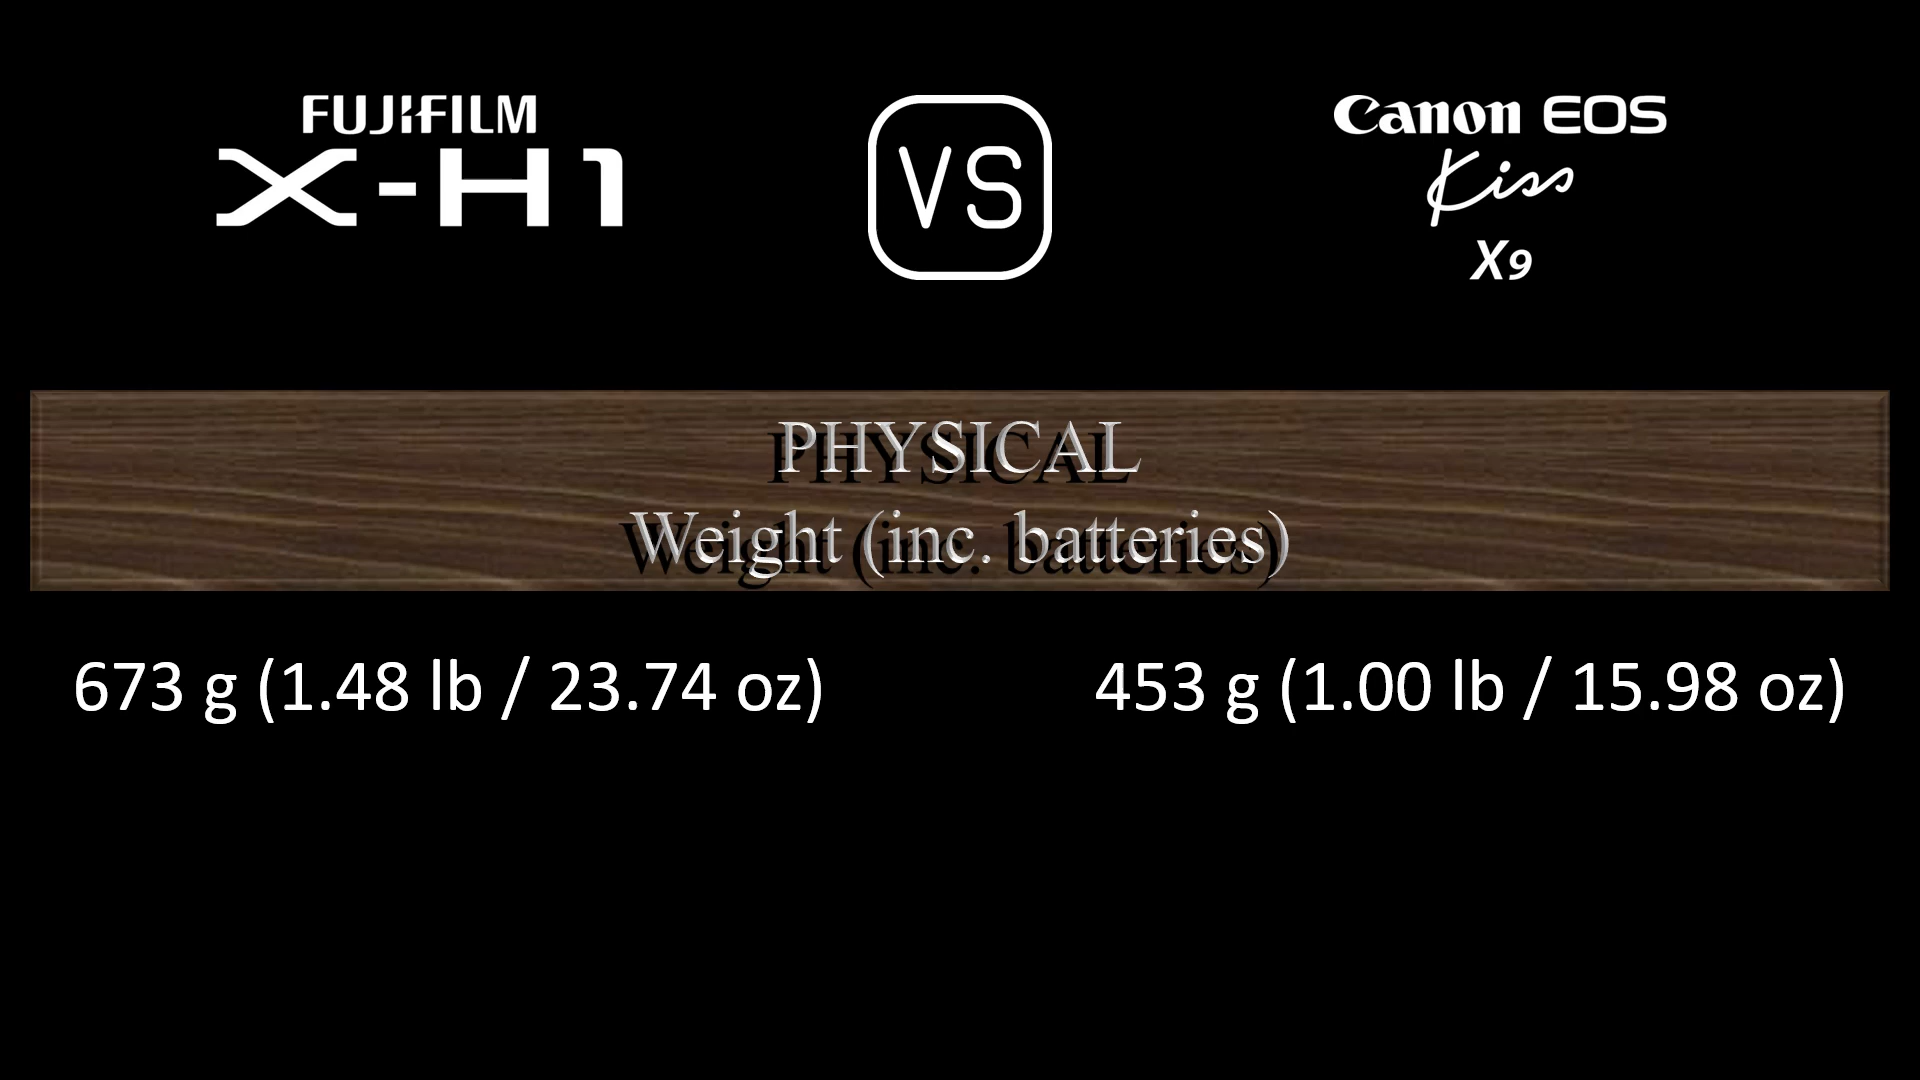 FUJIFILM
X-H1
VS
Canon EOS
Kiss
X9
PHYSICAL
Weight (inc. batteries)
673 g (1.48 lb / 23.74 oz)
453 g (1.00 lb / 15.98 oz)